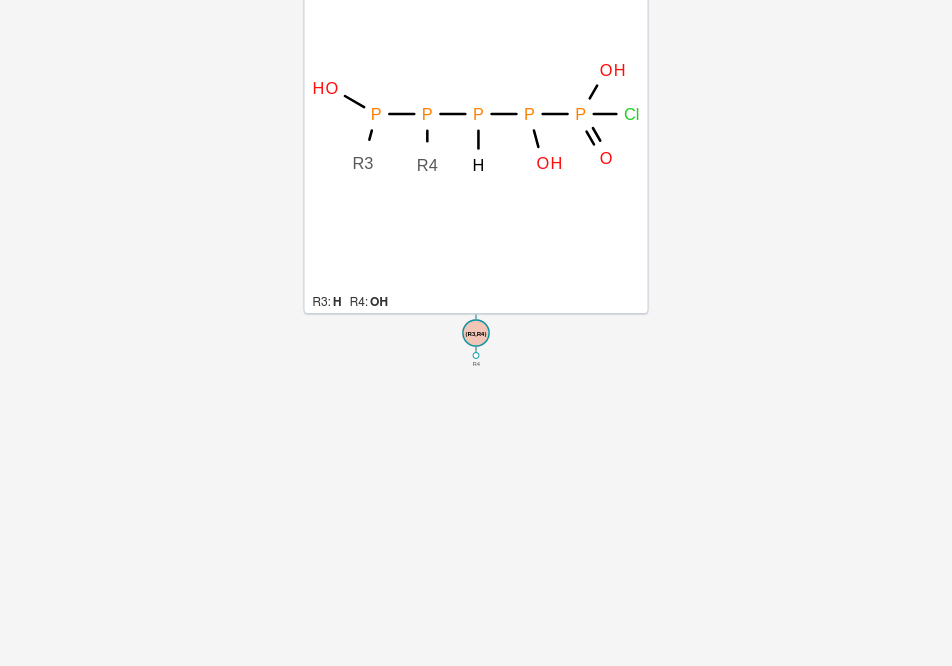 OH
HO
P P P P P Cl
R3 R4 H OH O
R3: H R4: OH
(R3,R4)
R4